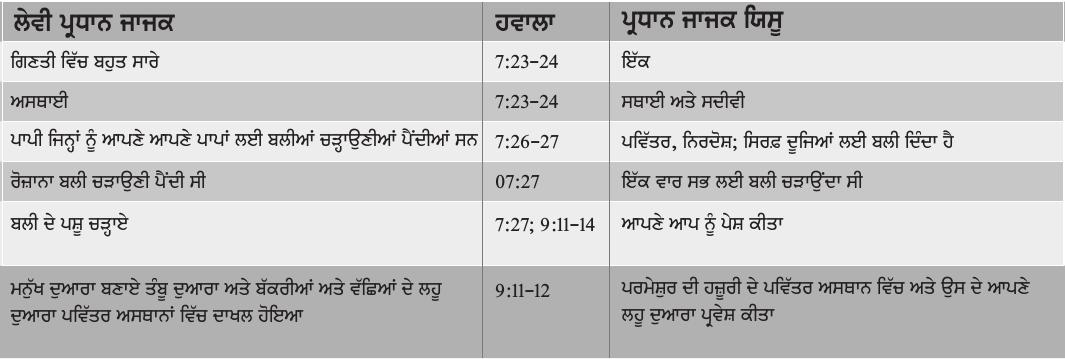 ਲੇਵੀ ਪ੍ਰਧਾਨ ਜਾਜਕ ਹਵਾਲਾ ਪ੍ਰਧਾਨ ਜਾਜਕ ਯਿਸੂ
ਗਿਣਤੀ ਵਿੱਚ ਬਹੁਤ ਸਾਰੇ 7:23–24 ਇੱਕ
ਅਸਥਾਈ 7:23–24 ਸਥਾਈ ਅਤੇ ਸਦੀਵੀ
ਪਾਪੀ ਜਿਨ੍ਹਾਂ ਨੂੰ ਆਪਣੇ ਆਪਣੇ ਪਾਪਾਂ ਲਈ ਬਲੀਆਂ ਚੜ੍ਹਾਉਣੀਆਂ ਪੈਂਦੀਆਂ ਸਨ 7:26–27 ਪਵਿੱਤਰ, ਨਿਰਦੋਸ਼; ਸਿਰਫ਼ ਦੂਜਿਆਂ ਲਈ ਬਲੀ ਦਿੰਦਾ ਹੈ
ਰੋਜ਼ਾਨਾ ਬਲੀ ਚੜਾਉਣੀ ਪੈਂਦੀ ਸੀ 07:27 ਇੱਕ ਵਾਰ ਸਭ ਲਈ ਬਲੀ ਚੜਾਉਂਦਾ ਸੀ
ਬਲੀ ਦੇ ਪਸ਼ੂ ਚੜ੍ਹਾਏ 7:27; 9:11–14 ਆਪਣੇ ਆਪ ਨੂੰ ਪੇਸ਼ ਕੀਤਾ
ਮਨੁੱਖ ਦੁਆਰਾ ਬਣਾਏ ਤੰਬੂ ਦੁਆਰਾ ਅਤੇ ਬੱਕਰੀਆਂ ਅਤੇ ਵੱਛਿਆਂ ਦੇ ਲਹੂ 9:11–12 ਪਰਮੇਸ਼ੁਰ ਦੀ ਹਜ਼ੂਰੀ ਦੇ ਪਵਿੱਤਰ ਅਸਥਾਨ ਵਿੱਚ ਅਤੇ ਉਸ ਦੇ ਆਪਣੇ
ਦੁਆਰਾ ਪਵਿੱਤਰ ਅਸਥਾਨਾਂ ਵਿੱਚ ਦਾਖਲ ਹੋਇਆ ਲਹੂ ਦੁਆਰਾ ਪ੍ਰਵੇਸ਼ ਕੀਤਾ